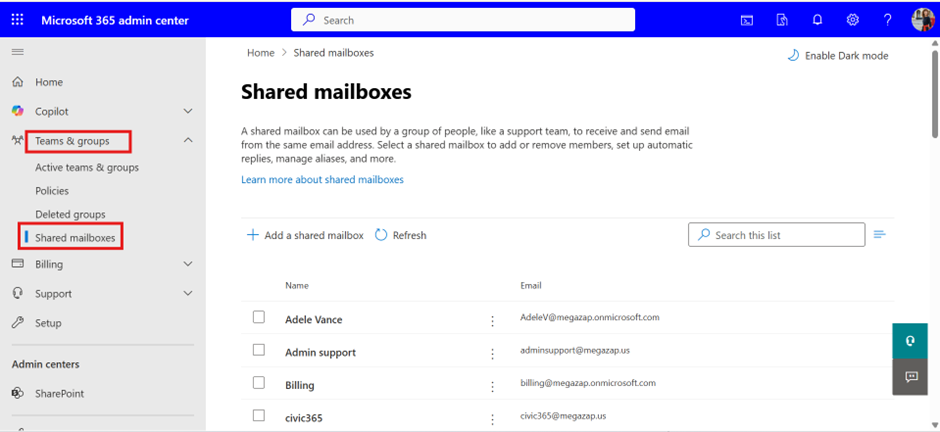 Microsoft 365 admin center
Search
Home
Copilot
Teams & groups
Active teams & groups
Policies
Deleted groups
Shared mailboxes
Billing
Support
Setup
Admin centers
SharePoint
Home > Shared mailboxes
Enable Dark mode
Shared mailboxes
A shared mailbox can be used by a group of people, like a support team, to receive and send email
from the same email address. Select a shared mailbox to add or remove members, set up automatic
replies, manage aliases, and more.
Learn more about shared mailboxes
Add a shared mailbox Refresh
Search this list
Name Email
Adele Vance AdeleV@megazap.onmicrosoft.com
Admin support adminsupport@megazap.us
Billing billing@megazap.onmicrosoft.com
civic365 civic365@megazap.us